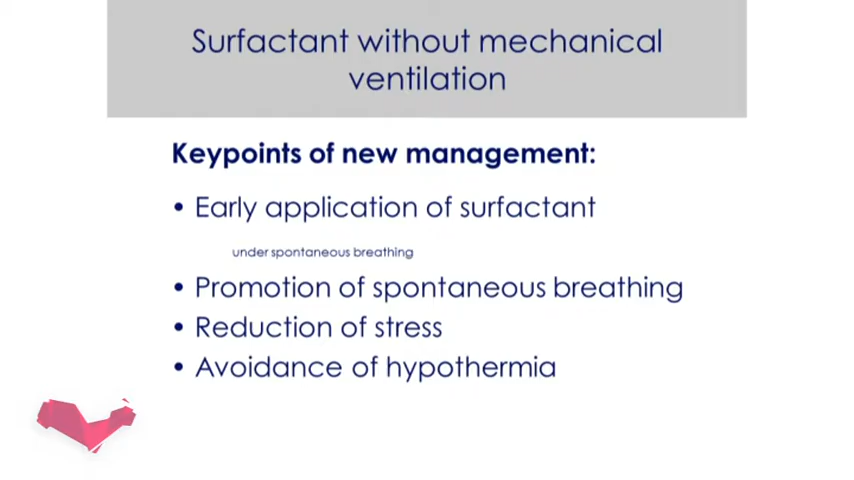 Surfactant without mechanical
ventilation
Keypoints of new management:
• Early application of surfactant
under spontaneous breathing
• Promotion of spontaneous breathing
• Reduction of stress
• Avoidance of hypothermia